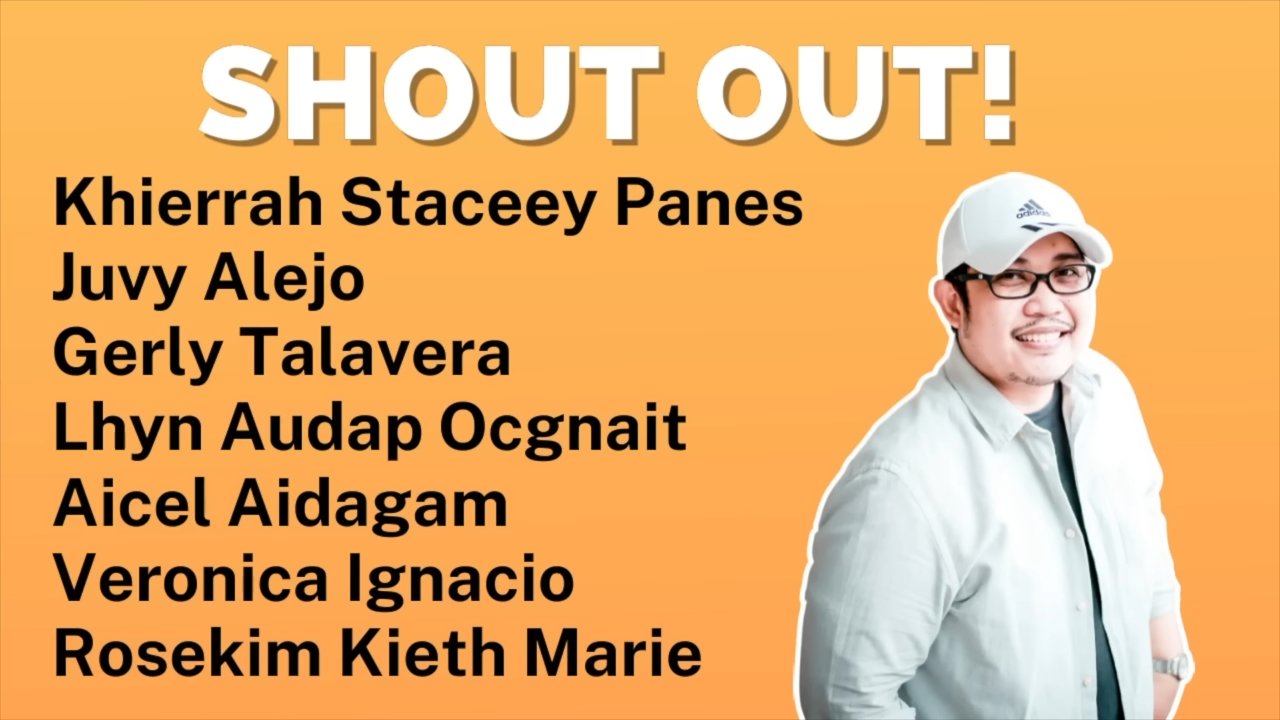 SHOUT OUT!
Khierrah Staceey Panes
Juvy Alejo
Gerly Talavera
Lhyn Audap Ocgnait
Aicel Aidagam
Veronica Ignacio
Rosekim Kieth Marie
adidas